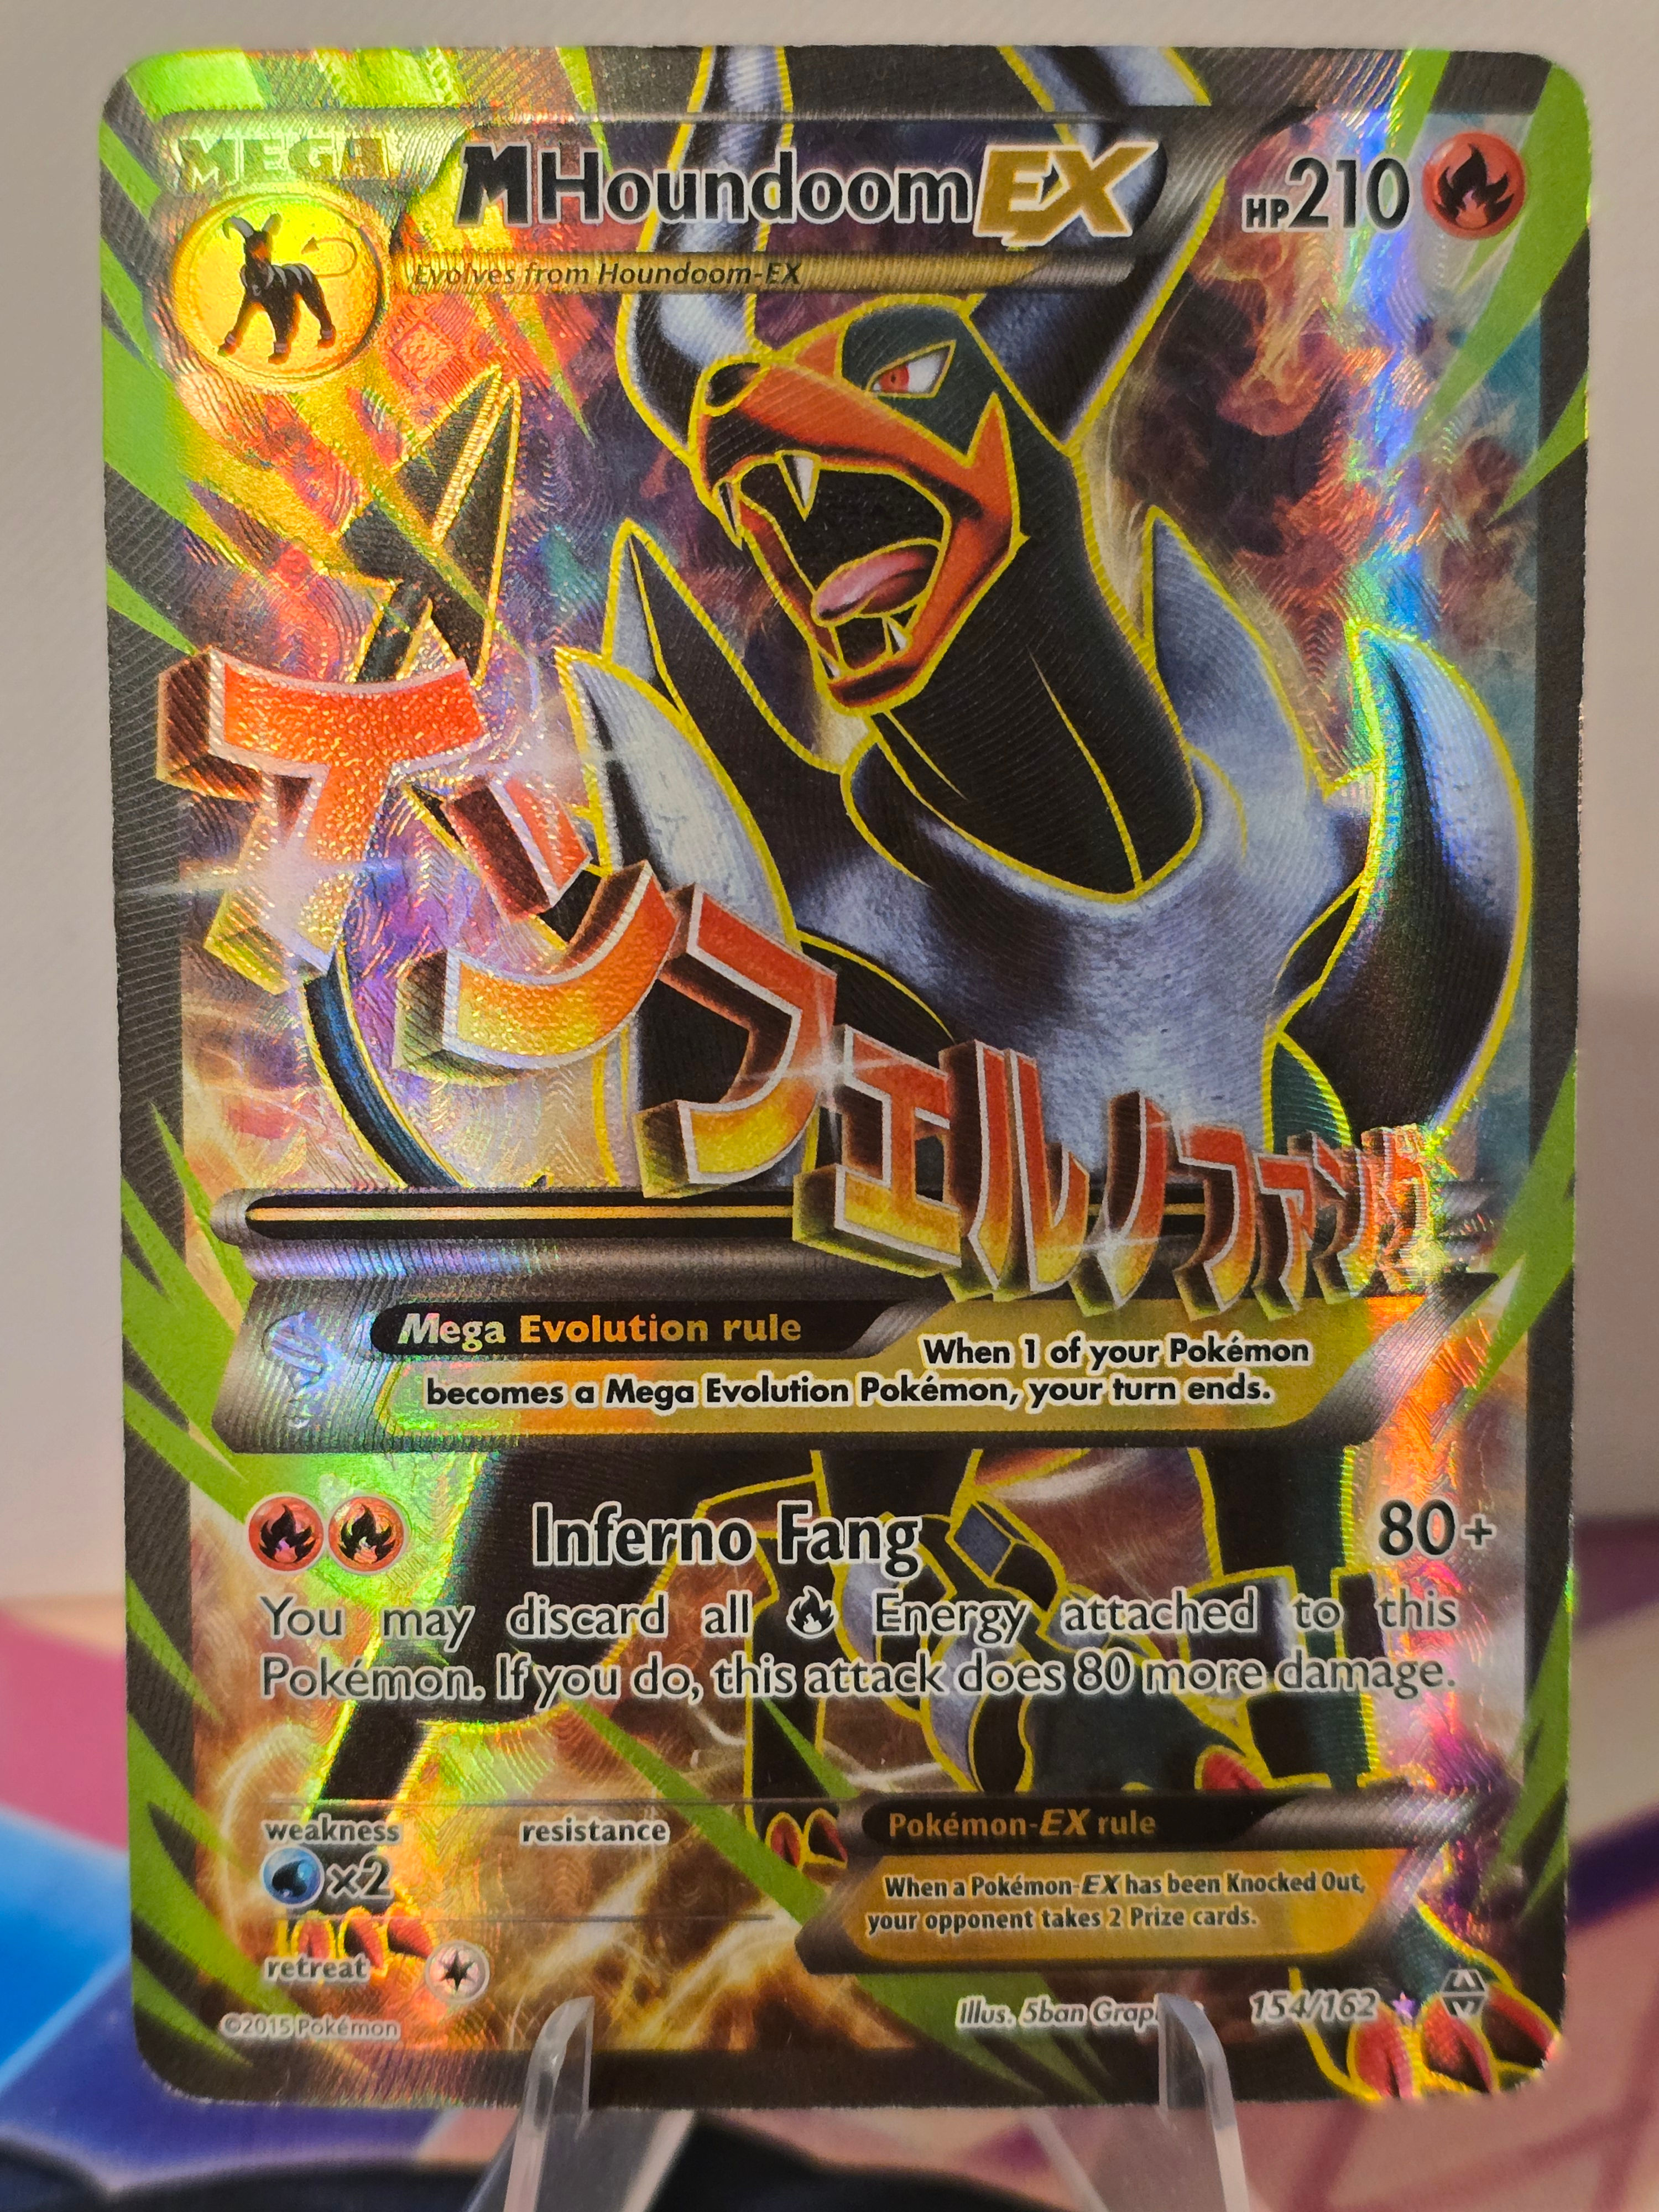 MEGA
M Houndoom EX HP 210
Evolves from Houndoom-EX
インフェルノファング
Mega Evolution rule
When 1 of your Pokémon
becomes a Mega Evolution Pokémon, your turn ends.
Inferno Fang 80+
You may discard all Energy attached to this
Pokémon. If you do, this attack does 80 more damage.
weakness resistance
×2
Pokémon-EX rule
When a Pokémon-EX has been Knocked Out,
your opponent takes 2 Prize cards.
retreat
©2015 Pokémon
Illus. 5ban 154/162